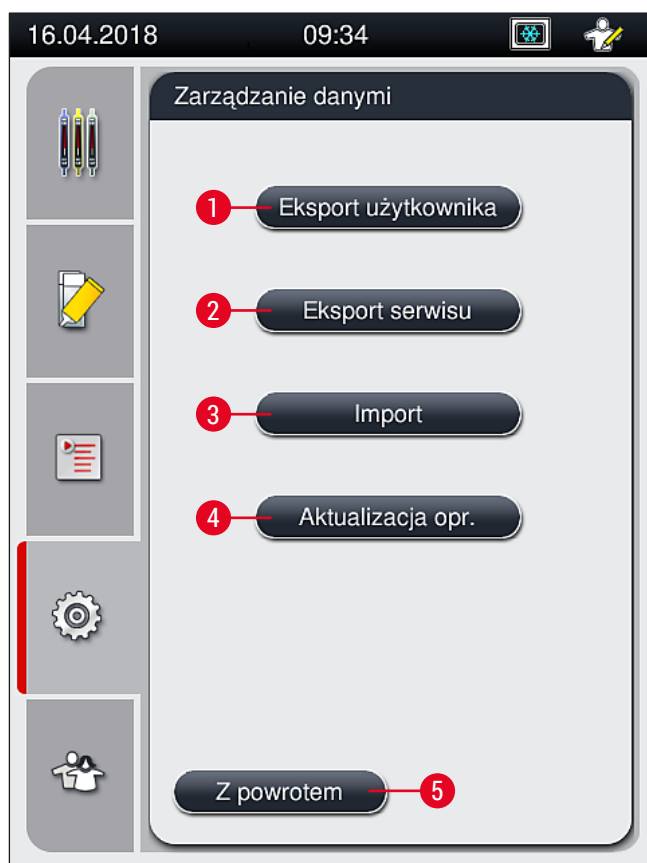 16.04.2018 09:34
Zarządzanie danymi
1 Eksport użytkownika
2 Eksport serwisu
3 Import
4 Aktualizacja opr.
Z powrotem 5